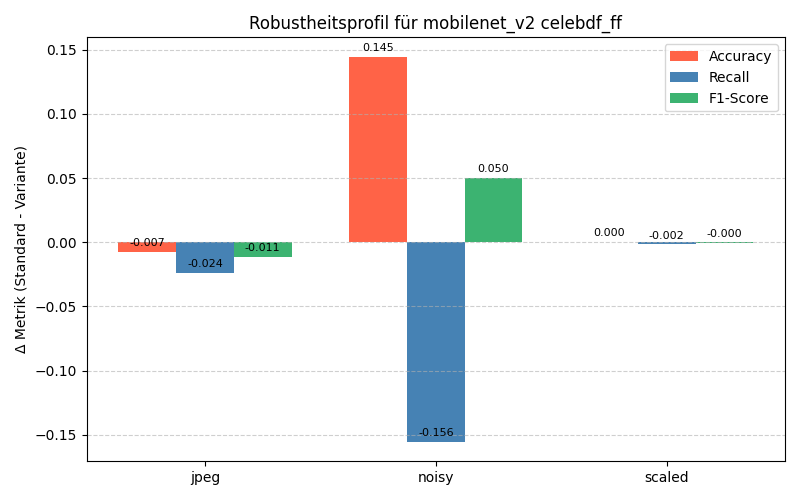 Robustheitsprofil für mobilenet_v2 celebdf_ff
Δ Metrik (Standard - Variante)
0.15
0.10
0.05
0.00
−0.05
−0.10
−0.15
-0.007
-0.024
-0.011
0.145
-0.156
0.050
0.000
-0.002
-0.000
jpeg
noisy
scaled
Accuracy
Recall
F1-Score